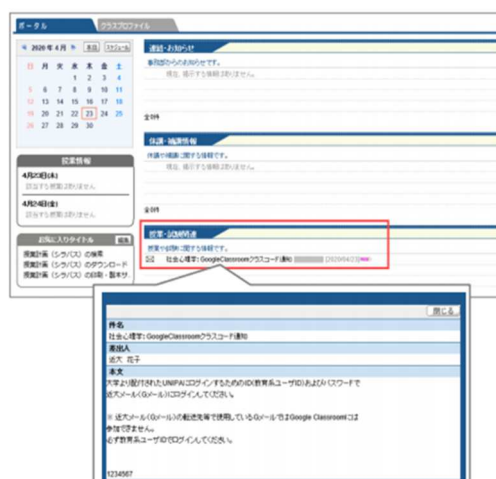 ポータル
クラスプロファイル
2020年4月
本日
スケジュール
日 月 火 水 木 金 土
1 2 3 4
5 6 7 8 9 10 11
12 13 14 15 16 17 18
19 20 21 22 23 24 25
26 27 28 29 30
授業情報
4月23日(木)
該当する授業はありません
4月24日(金)
該当する授業はありません
お気に入りタイトル
編集
授業計画（シラバス）の検索
授業計画（シラバス）のダウンロード
授業計画（シラバス）の印刷・製本サ.
連絡・お知らせ
事務部からのお知らせです。
現在、掲示する情報はありません。
全0件
休講・補講情報
休講や補講に関する情報です。
現在、掲示する情報はありません。
全0件
授業・試験関連
授業や試験に関する情報です。
社会心理学: GoogleClassroomクラスコード通知 [2020/04/23]
閉じる
件名
社会心理学: GoogleClassroomクラスコード通知
差出人
近大 花子
本文
大学より配付されたUNIPAにログインするためのID(教育系ユーザID)およびパスワードで
近大メール(Gメール)にログインしてください。
※ 近大メール(Gメール)の転送先等で使用しているGメールではGoogle Classroomには
参加できません。
必ず教育系ユーザIDでログインしてください。
1234567